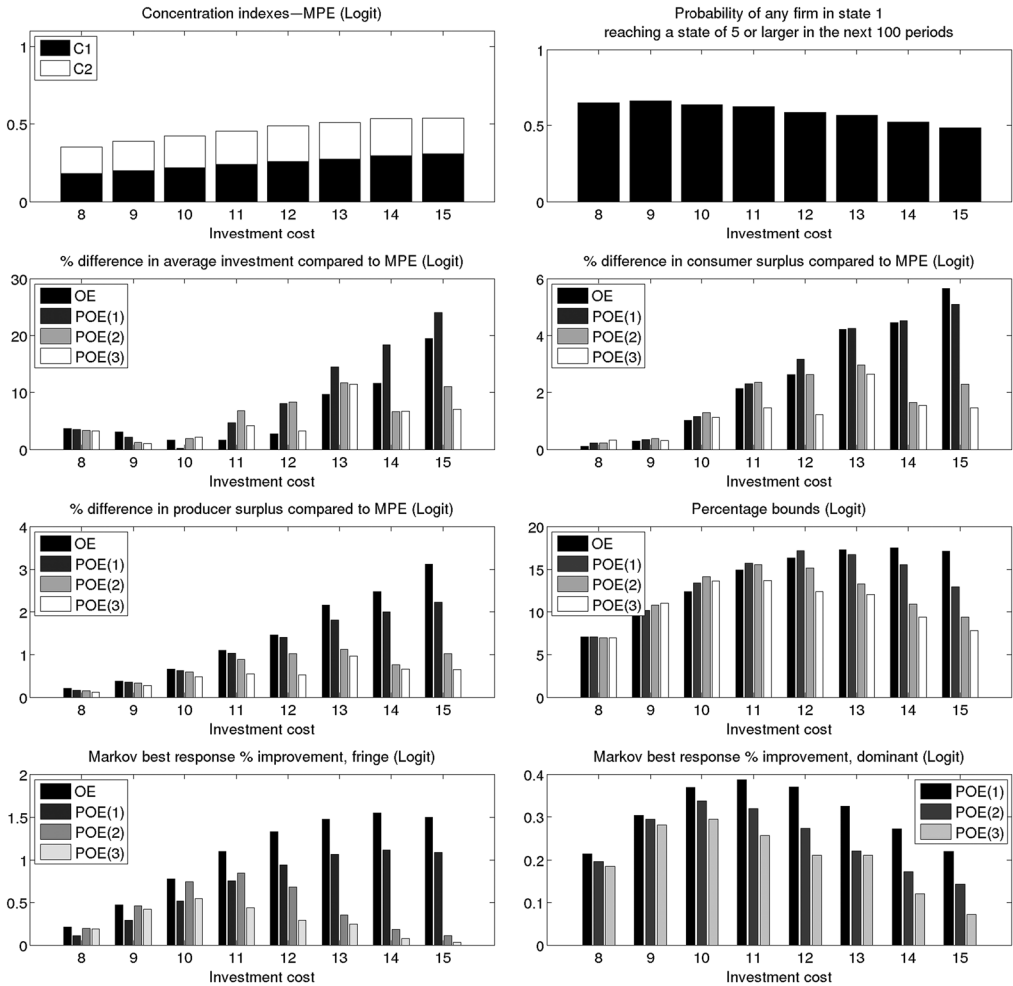 Concentration indexes—MPE (Logit)
1
0.5
0
C1
C2
8 9 10 11 12 13 14 15
Investment cost
Probability of any firm in state 1
reaching a state of 5 or larger in the next 100 periods
1
0.5
0
8 9 10 11 12 13 14 15
Investment cost
% difference in average investment compared to MPE (Logit)
30
20
10
0
OE
POE(1)
POE(2)
POE(3)
8 9 10 11 12 13 14 15
Investment cost
% difference in consumer surplus compared to MPE (Logit)
6
4
2
0
OE
POE(1)
POE(2)
POE(3)
8 9 10 11 12 13 14 15
Investment cost
% difference in producer surplus compared to MPE (Logit)
4
3
2
1
0
OE
POE(1)
POE(2)
POE(3)
8 9 10 11 12 13 14 15
Investment cost
Percentage bounds (Logit)
20
15
10
5
0
OE
POE(1)
POE(2)
POE(3)
8 9 10 11 12 13 14 15
Investment cost
Markov best response % improvement, fringe (Logit)
2
1.5
1
0.5
0
OE
POE(1)
POE(2)
POE(3)
8 9 10 11 12 13 14 15
Investment cost
Markov best response % improvement, dominant (Logit)
0.4
0.3
0.2
0.1
0
POE(1)
POE(2)
POE(3)
8 9 10 11 12 13 14 15
Investment cost